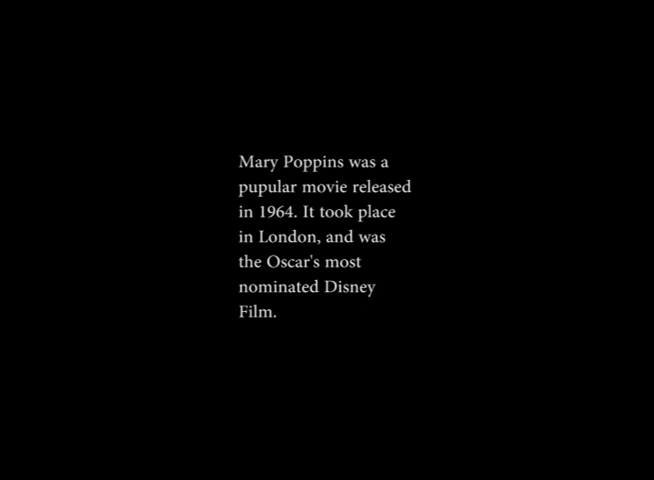 Mary Poppins was a
pupular movie released
in 1964. It took place
in London, and was
the Oscar's most
nominated Disney
Film.